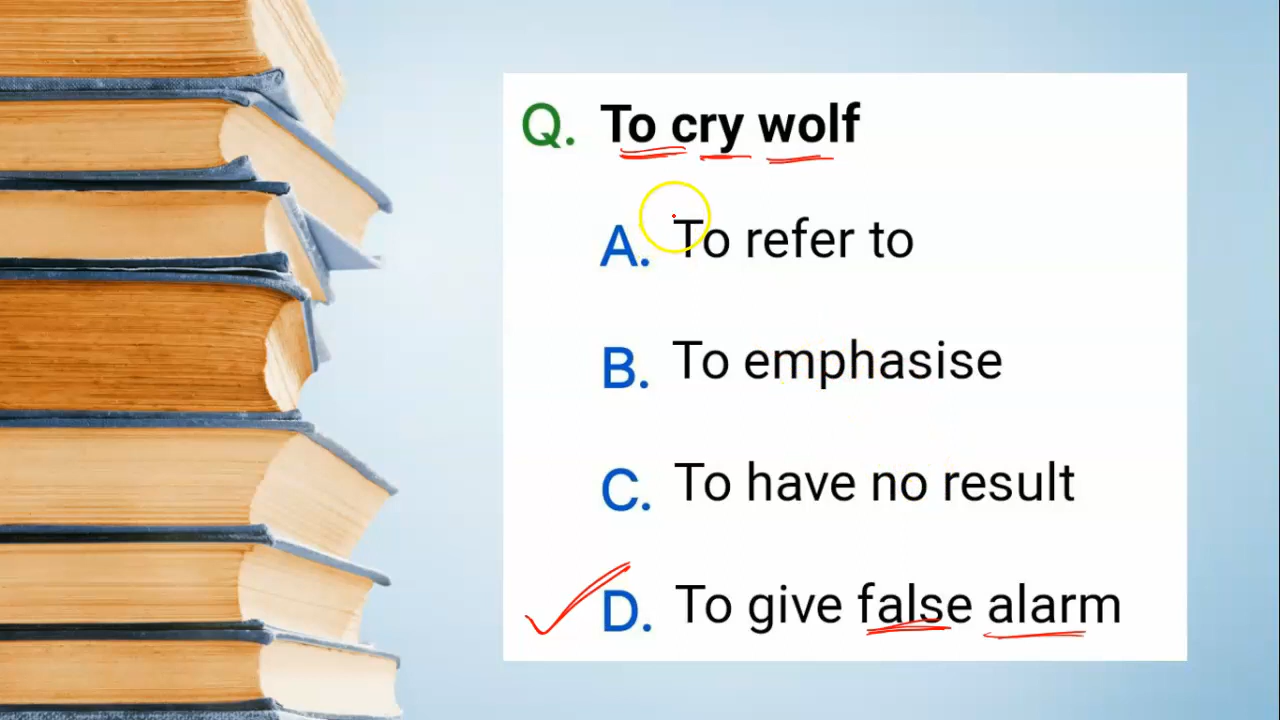 Q. To cry wolf
A. To refer to
B. To emphasise
C. To have no result
D. To give false alarm